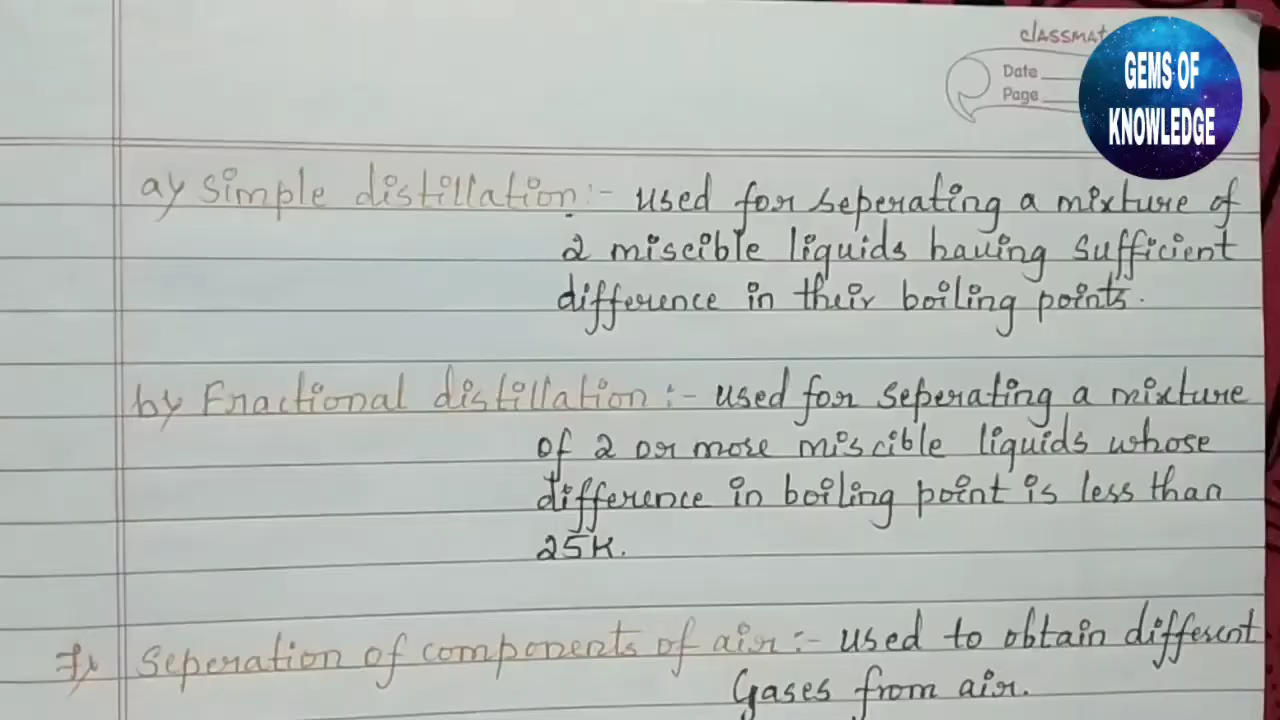 classmat
Date
Page
GEMS OF
KNOWLEDGE
a) Simple distillation :- used for seperating a mixture of
2 miscible liquids having sufficient
difference in their boiling points.
b) Fractional distillation :- used for seperating a mixture
of 2 or more miscible liquids whose
difference in boiling point is less than
25K.
7) Seperation of components of air :- used to obtain different
Gases from air.